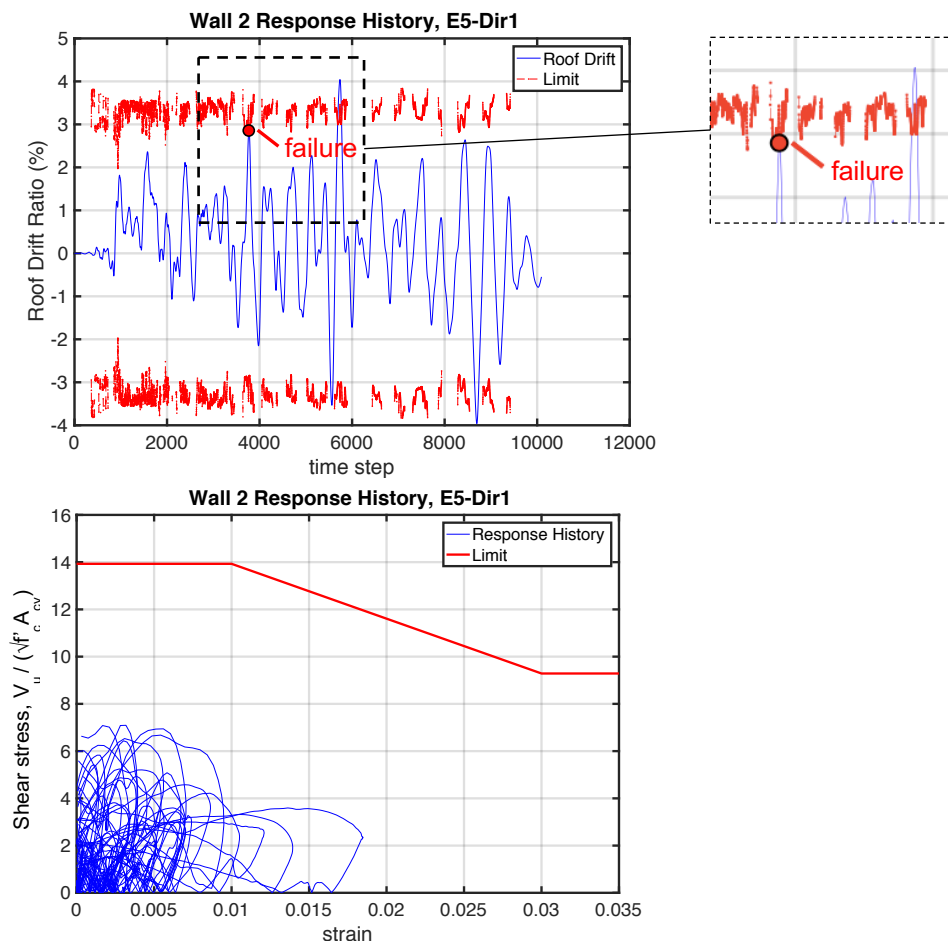 Wall 2 Response History, E5-Dir1
Roof Drift
Limit
failure
failure
Roof Drift Ratio (%)
5
4
3
2
1
0
-1
-2
-3
-4
0
2000
4000
6000
8000
10000
12000
time step
Wall 2 Response History, E5-Dir1
Response History
Limit
Shear stress, V_u / (√f'_c A_cv)
16
14
12
10
8
6
4
2
0
0
0.005
0.01
0.015
0.02
0.025
0.03
0.035
strain